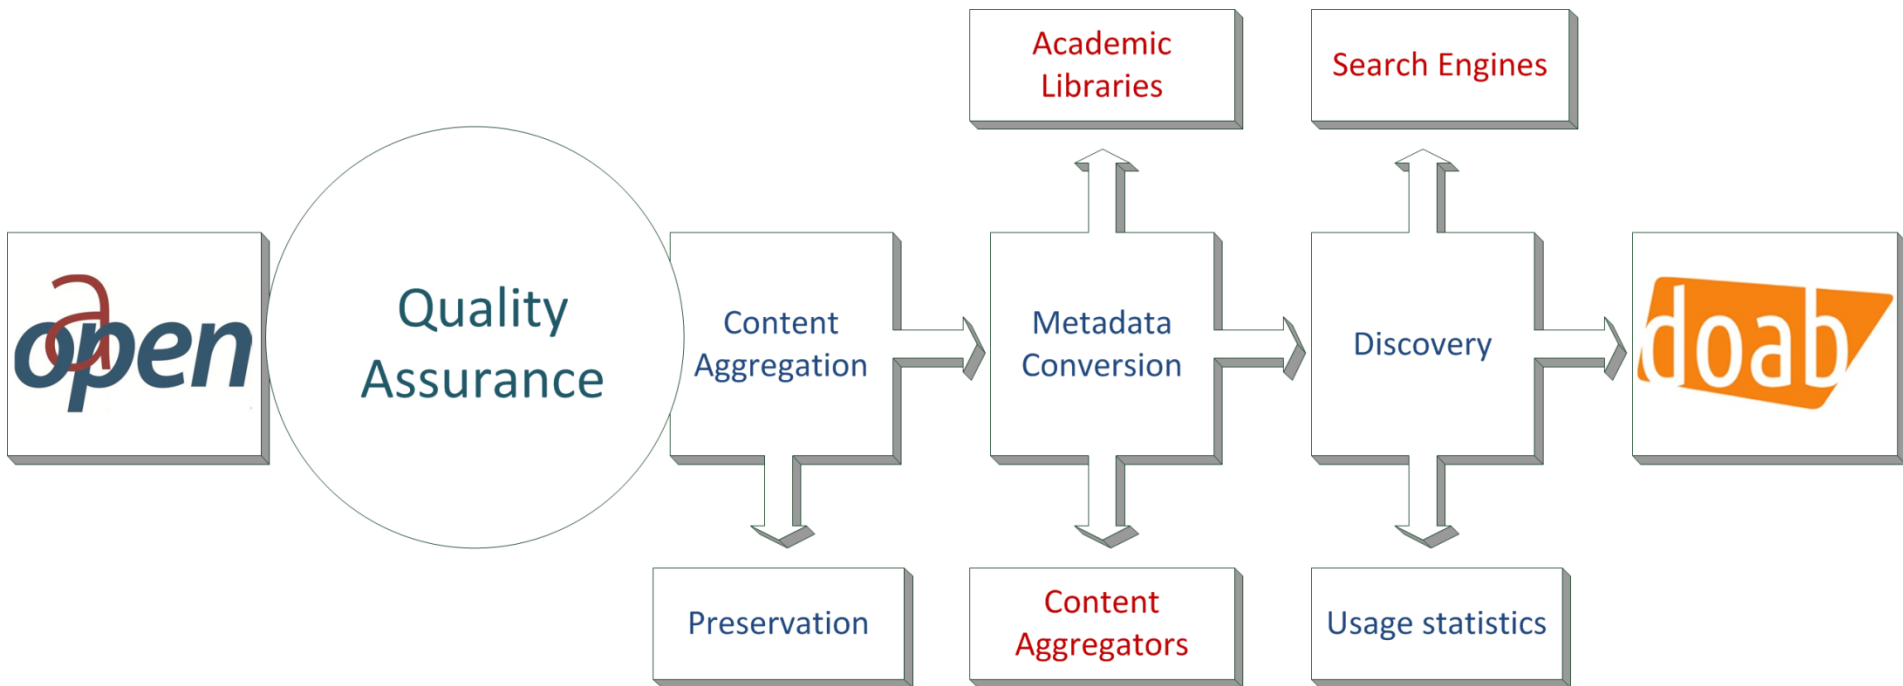 Academic
Libraries
Search Engines
oapen
Quality
Assurance
Content
Aggregation
Metadata
Conversion
Discovery
doab
Preservation
Content
Aggregators
Usage statistics